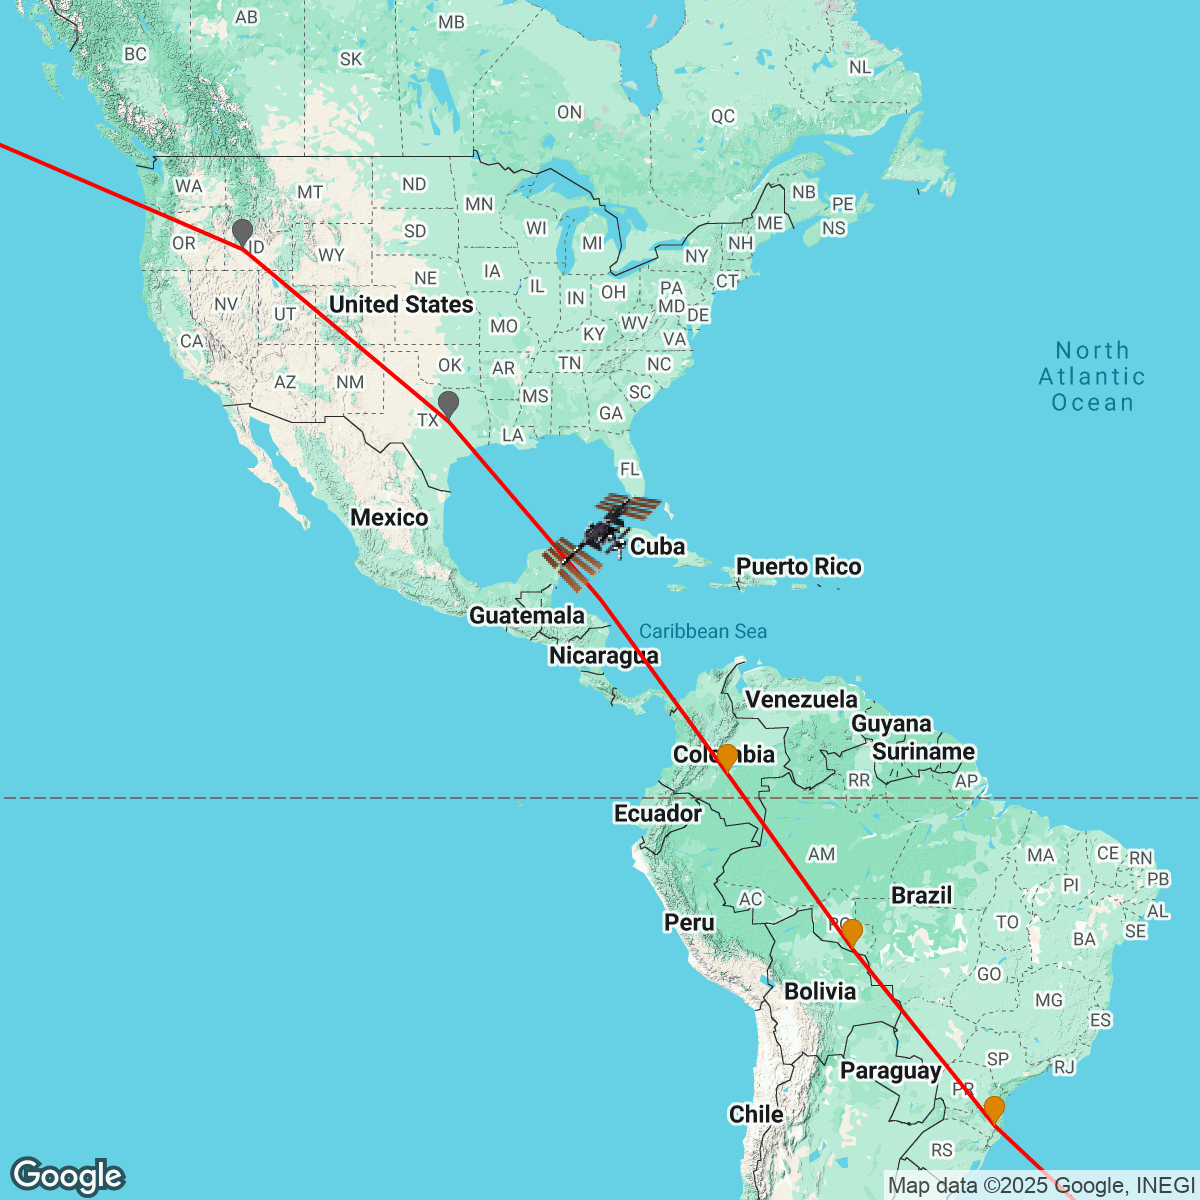 AB
MB
BC
SK
NL
ON
QC
WA
MT
ND
MN
NB
PE
ME
NS
OR
ID
SD
WI
MI
NH
NY
WY
CT
NE
IA
IL
IN
OH
PA
MD
DE
NV
UT
United States
MO
KY
WV
VA
CA
OK
AR
TN
NC
AZ
NM
MS
SC
GA
TX
LA
FL
North
Atlantic
Ocean
Mexico
Cuba
Puerto Rico
Guatemala
Caribbean Sea
Nicaragua
Venezuela
Guyana
Suriname
Colombia
RR
AP
Ecuador
AM
MA
CE
RN
PI
PB
AC
Brazil
AL
Peru
TO
SE
BA
GO
Bolivia
MG
ES
SP
RJ
Paraguay
PR
Chile
RS
Google
Map data ©2025 Google, INEGI